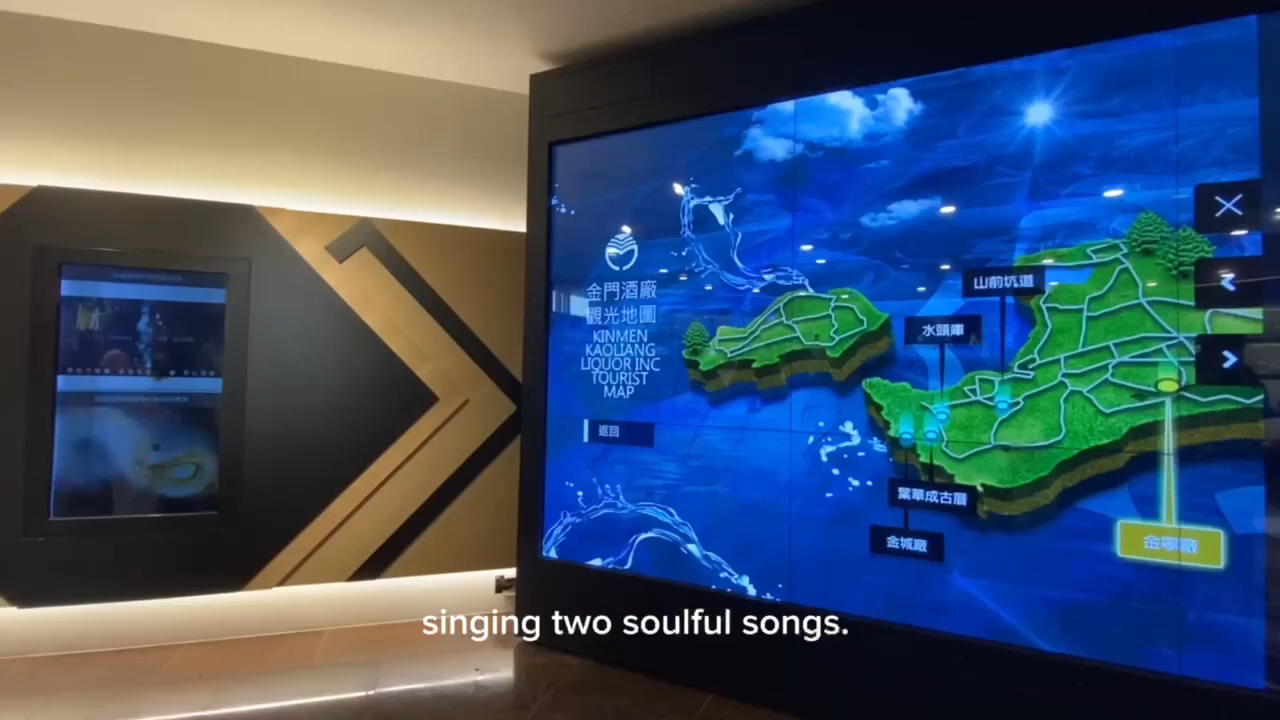 金門酒廠
觀光地圖
KINMEN
KAOLIANG
LIQUOR INC
TOURIST
MAP
返回
山前坑道
水頭庫
葉華成古厝
金城廠
金寧廠
singing two soulful songs.